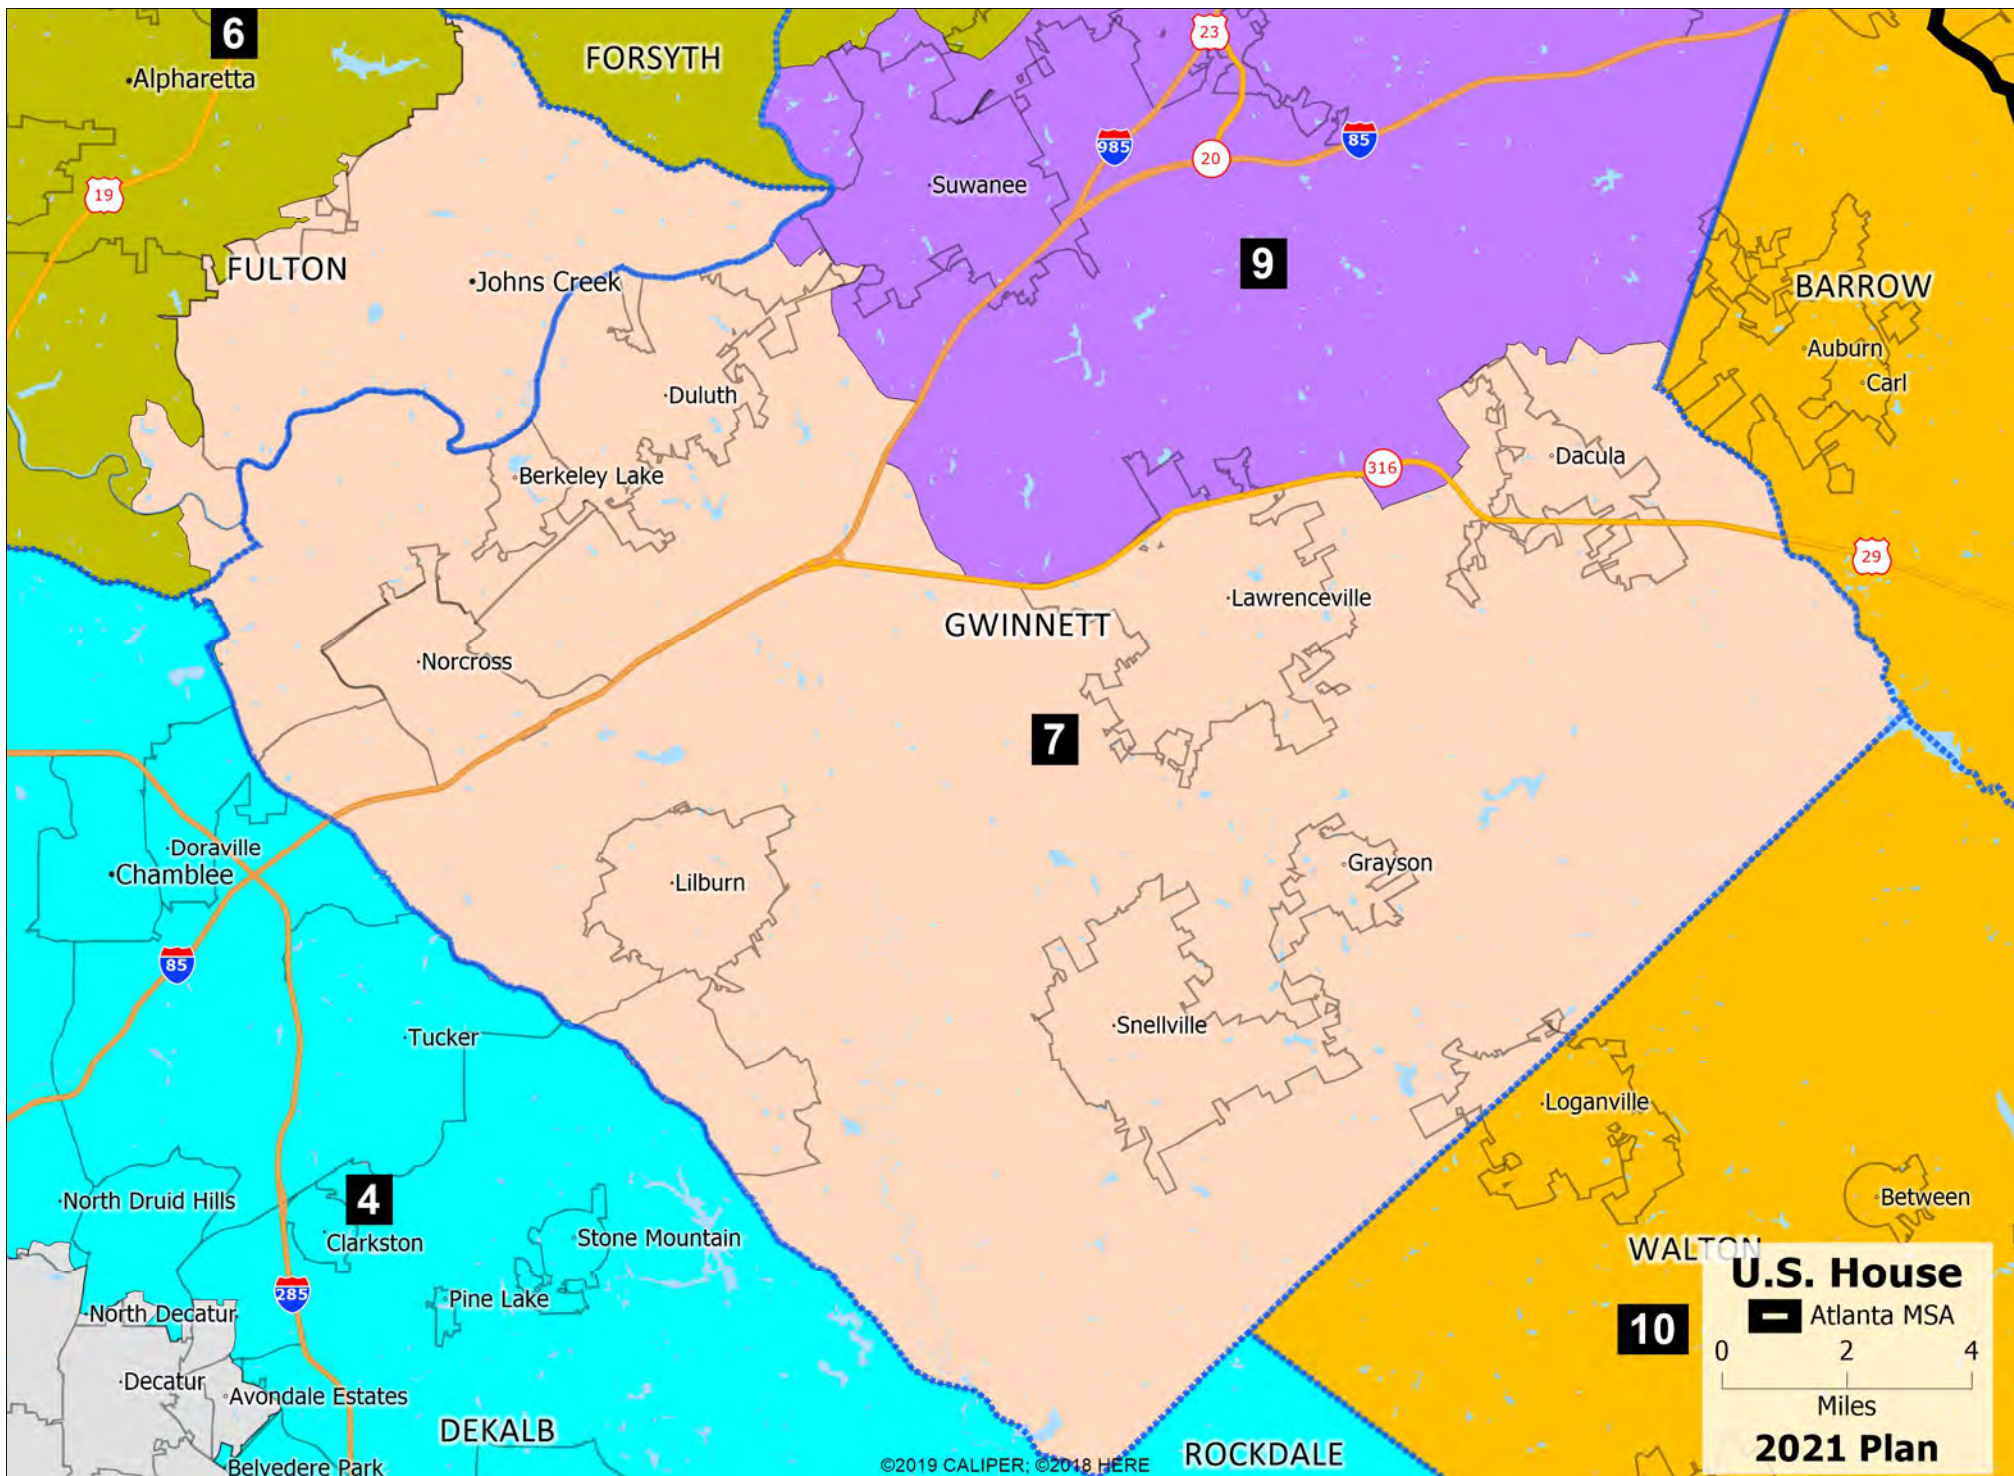 6
FORSYTH
23
Alpharetta
985
85
20
19
Suwanee
9
FULTON
Johns Creek
BARROW
Auburn
Carl
Duluth
Dacula
316
Berkeley Lake
29
Lawrenceville
GWINNETT
Norcross
7
Doraville
Chamblee
Grayson
Lilburn
85
Snellville
Tucker
Loganville
North Druid Hills
4
Between
Clarkston
Stone Mountain
WALTON
U.S. House
285
Pine Lake
North Decatur
Atlanta MSA
10
0 2 4
Decatur
Avondale Estates
Miles
DEKALB
ROCKDALE
2021 Plan
Belvedere Park
©2019 CALIPER; ©2018 HERE